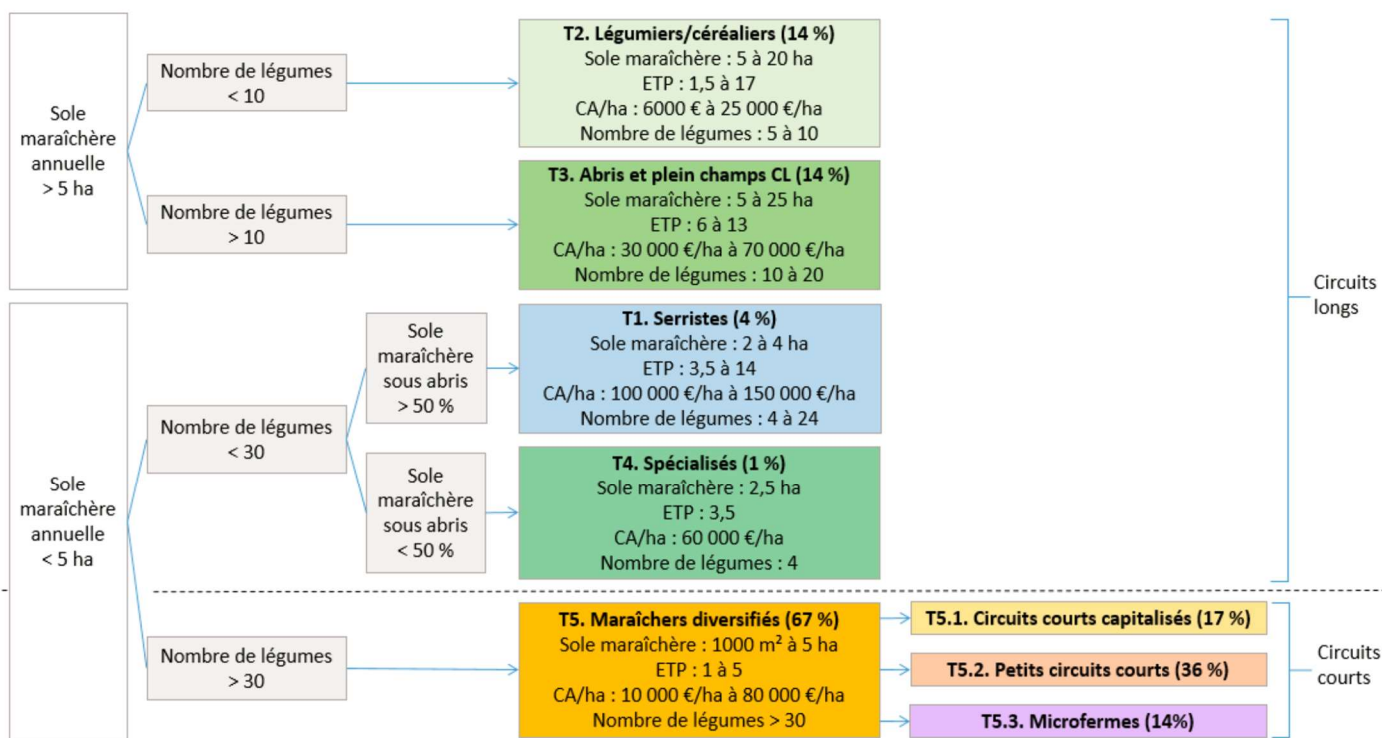 Sole
maraîchère
annuelle
> 5 ha
Nombre de légumes
< 10
T2. Légumiers/céréaliers (14 %)
Sole maraîchère : 5 à 20 ha
ETP : 1,5 à 17
CA/ha : 6000 € à 25 000 €/ha
Nombre de légumes : 5 à 10
Nombre de légumes
> 10
T3. Abris et plein champs CL (14 %)
Sole maraîchère : 5 à 25 ha
ETP : 6 à 13
CA/ha : 30 000 €/ha à 70 000 €/ha
Nombre de légumes : 10 à 20
Circuits
longs
Sole
maraîchère
annuelle
< 5 ha
Nombre de légumes
< 30
Sole
maraîchère
sous abris
> 50 %
T1. Serristes (4 %)
Sole maraîchère : 2 à 4 ha
ETP : 3,5 à 14
CA/ha : 100 000 €/ha à 150 000 €/ha
Nombre de légumes : 4 à 24
Sole
maraîchère
sous abris
< 50 %
T4. Spécialisés (1 %)
Sole maraîchère : 2,5 ha
ETP : 3,5
CA/ha : 60 000 €/ha
Nombre de légumes : 4
Nombre de légumes
> 30
T5. Maraîchers diversifiés (67 %)
Sole maraîchère : 1000 m² à 5 ha
ETP : 1 à 5
CA/ha : 10 000 €/ha à 80 000 €/ha
Nombre de légumes > 30
T5.1. Circuits courts capitalisés (17 %)
T5.2. Petits circuits courts (36 %)
T5.3. Microfermes (14%)
Circuits
courts